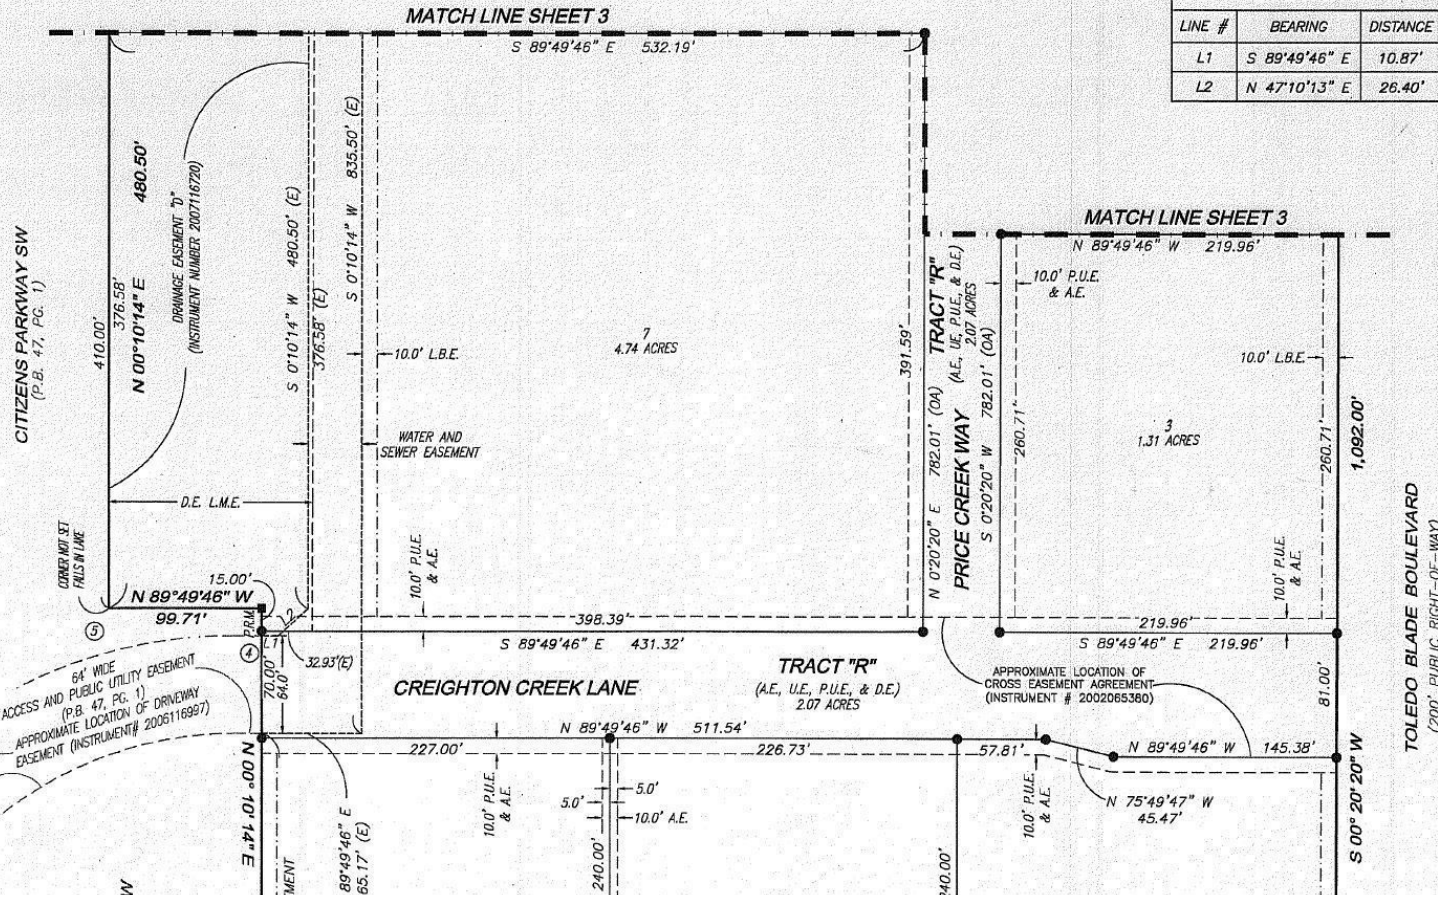 MATCH LINE SHEET 3
S 89°49'46" E 532.19'
LINE # BEARING DISTANCE
L1 S 89°49'46" E 10.87'
L2 N 47°10'13" E 26.40'
CITIZENS PARKWAY SW
(P.B. 47, PG. 1)
410.00'
376.58'
N 00°10'14" E 480.50'
DRAINAGE EASEMENT "D"
(INSTRUMENT NUMBER 2007116720)
S 0°10'14" W 480.50' (E)
376.58' (E)
S 0°10'14" W 835.50' (E)
10.0' L.B.E.
7
4.74 ACRES
WATER AND
SEWER EASEMENT
D.E. L.M.E.
391.59'
N 0°20'20" E 782.01' (OA)
TRACT "R"
(A.E., UE, P.U.E., & D.E.)
2.07 ACRES
PRICE CREEK WAY
S 0°20'20" W 782.01' (OA)
MATCH LINE SHEET 3
N 89°49'46" W 219.96'
10.0' P.U.E.
& A.E.
10.0' L.B.E.
260.71'
3
1.31 ACRES
260.71'
1,092.00'
TOLEDO BLADE BOULEVARD
(200' PUBLIC RIGHT-OF-WAY)
CORNER NOT SET
FALLS IN LAKE
15.00'
N 89°49'46" W
99.71'
5
P.R.M.
4
L1
L2
70.00'
64.0'
32.93'(E)
10.0' P.U.E.
& A.E.
398.39'
S 89°49'46" E 431.32'
10.0' P.U.E.
& A.E.
219.96'
S 89°49'46" E 219.96'
64' WIDE
ACCESS AND PUBLIC UTILITY EASEMENT
(P.B. 47, PG. 1)
APPROXIMATE LOCATION OF DRIVEWAY
EASEMENT (INSTRUMENT# 2006116997)
CREIGHTON CREEK LANE
TRACT "R"
(A.E., U.E., P.U.E., & D.E.)
2.07 ACRES
APPROXIMATE LOCATION OF
CROSS EASEMENT AGREEMENT
(INSTRUMENT # 2002065380)
81.00'
N 89°49'46" W 511.54'
227.00'
226.73'
57.81'
N 89°49'46" W 145.38'
N 75°49'47" W
45.47'
10.0' P.U.E.
& A.E.
5.0'
5.0'
10.0' A.E.
10.0' P.U.E.
& A.E.
N 00° 10' 14" E
MENT
89°49'46" E
65.17' (E)
240.00'
40.00'
S 00° 20' 20" W
W